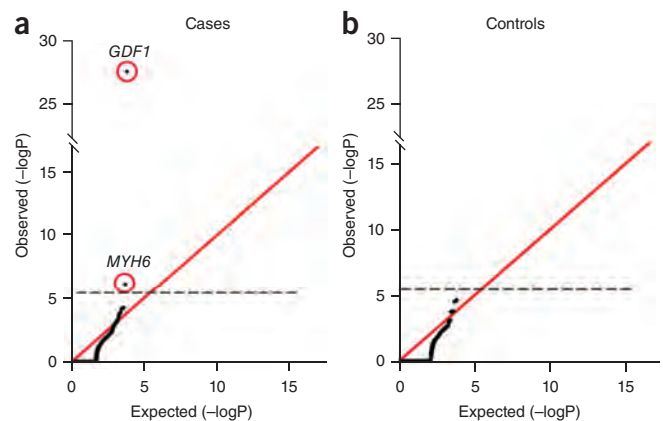 a
Cases
30
25
15
10
5
0
GDF1
MYH6
0 5 10 15
Observed (–logP)
Expected (–logP)
b
Controls
30
25
15
10
5
0
0 5 10 15
Observed (–logP)
Expected (–logP)